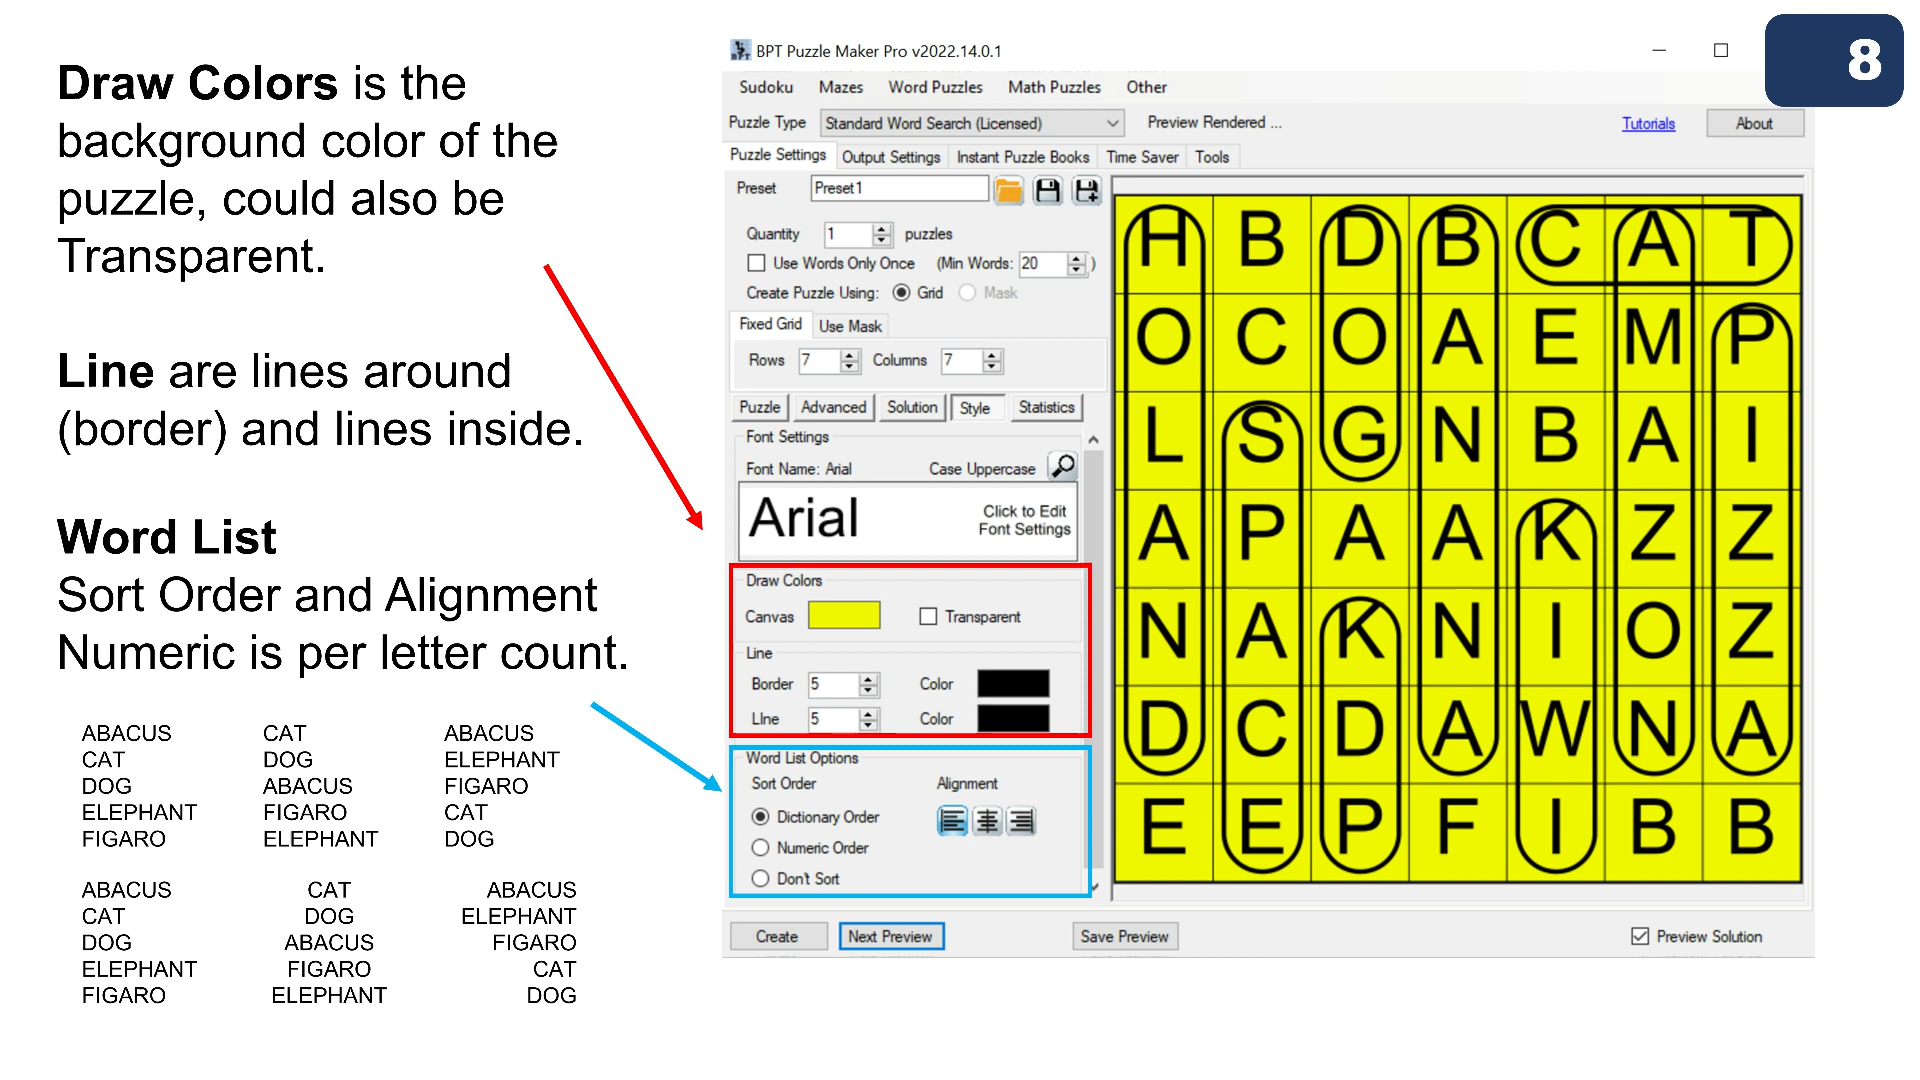 8
Draw Colors is the
background color of the
puzzle, could also be
Transparent.
Line are lines around
(border) and lines inside.
Word List
Sort Order and Alignment
Numeric is per letter count.
ABACUS CAT ABACUS
CAT DOG ELEPHANT
DOG ABACUS FIGARO
ELEPHANT FIGARO CAT
FIGARO ELEPHANT DOG
ABACUS CAT ABACUS
CAT DOG ELEPHANT
DOG ABACUS FIGARO
ELEPHANT FIGARO CAT
FIGARO ELEPHANT DOG
BPT Puzzle Maker Pro v2022.14.0.1
Sudoku Mazes Word Puzzles Math Puzzles Other
Puzzle Type Standard Word Search (Licensed) Preview Rendered ... Tutorials About
Puzzle Settings Output Settings Instant Puzzle Books Time Saver Tools
Preset Preset1
Quantity 1 puzzles
Use Words Only Once (Min Words: 20 )
Create Puzzle Using: Grid Mask
Fixed Grid Use Mask
Rows 7 Columns 7
Puzzle Advanced Solution Style Statistics
Font Settings
Font Name: Arial Case Uppercase
Arial Click to Edit
Font Settings
Draw Colors
Canvas Transparent
Line
Border 5 Color
LIne 5 Color
Word List Options
Sort Order Alignment
Dictionary Order
Numeric Order
Don't Sort
H B D B C A T
O C O A E M P
L S G N B A I
A P A A K Z Z
N A K N I O Z
D C D A W N A
E E P F I B B
Create Next Preview Save Preview Preview Solution